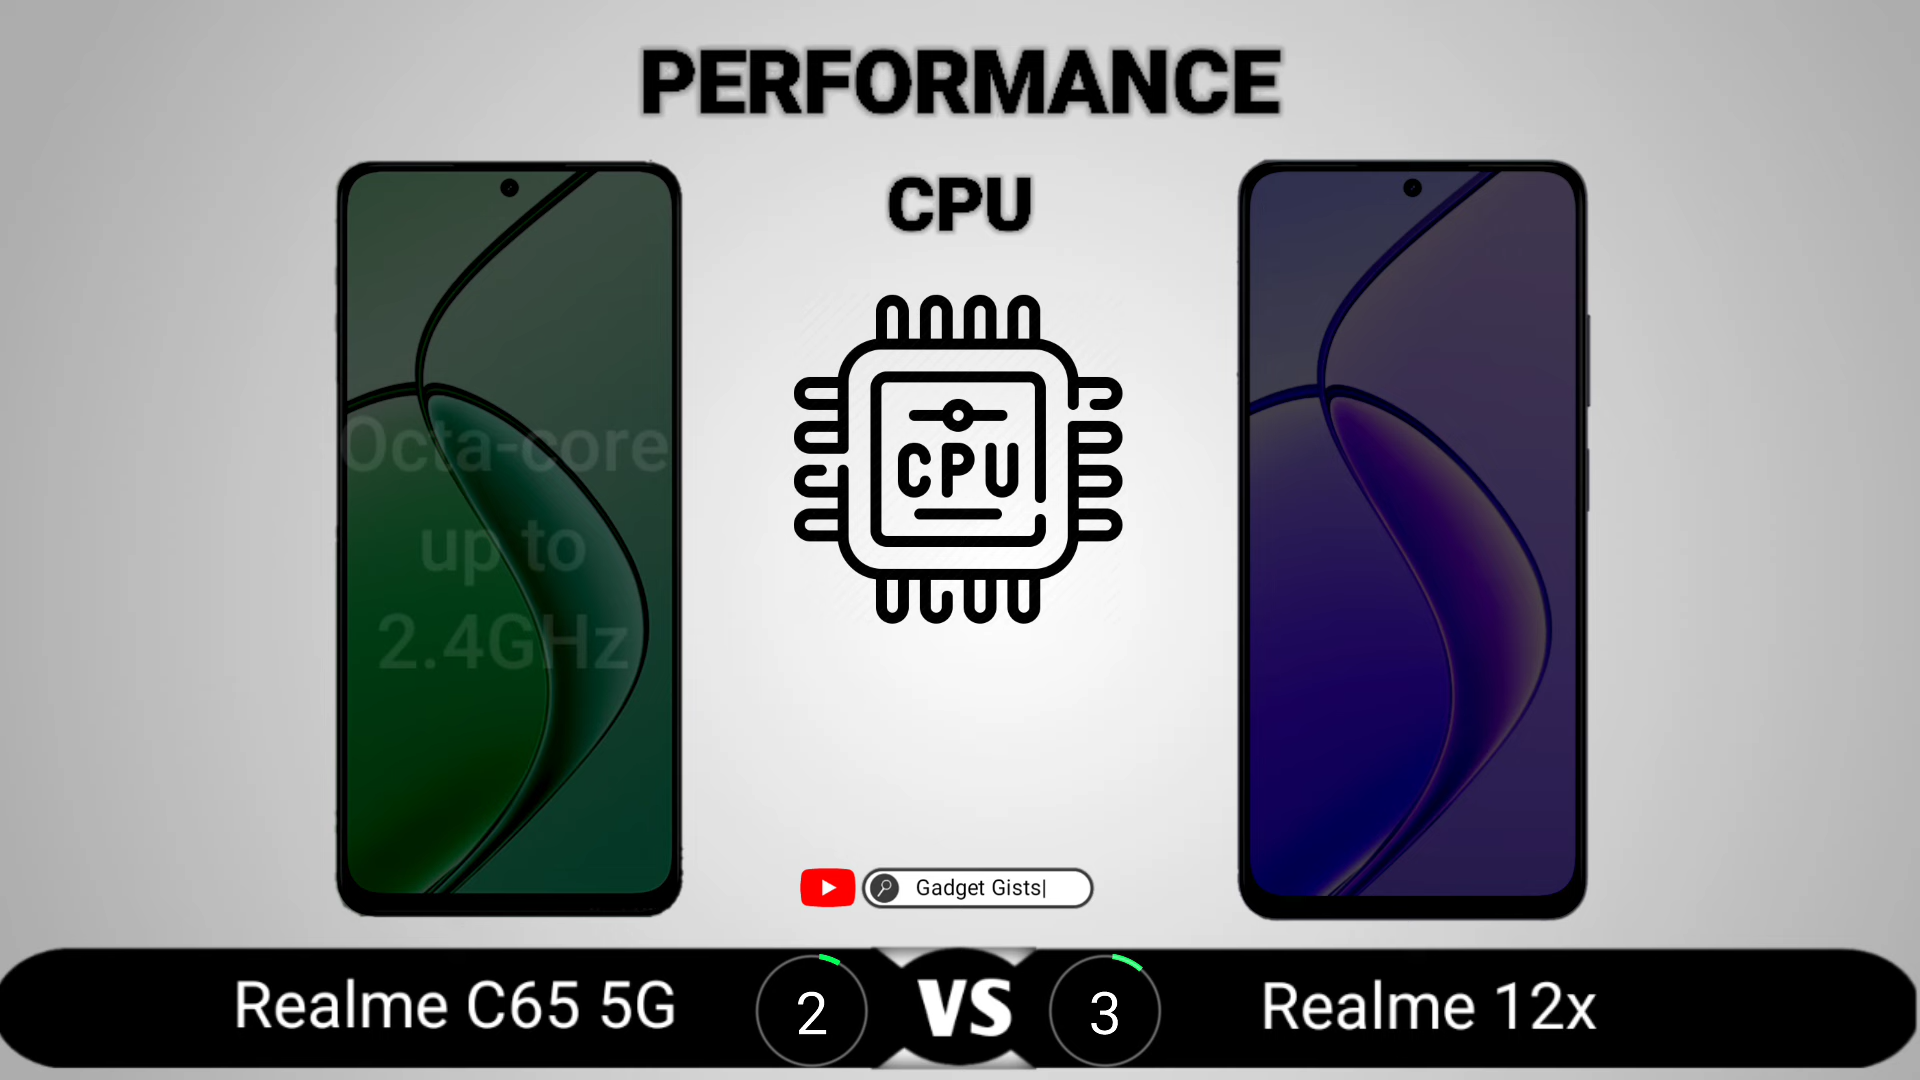 PERFORMANCE
CPU
Octa-core
up to
2.4GHz
CPU
Gadget Gists|
Realme C65 5G
2
VS
3
Realme 12x